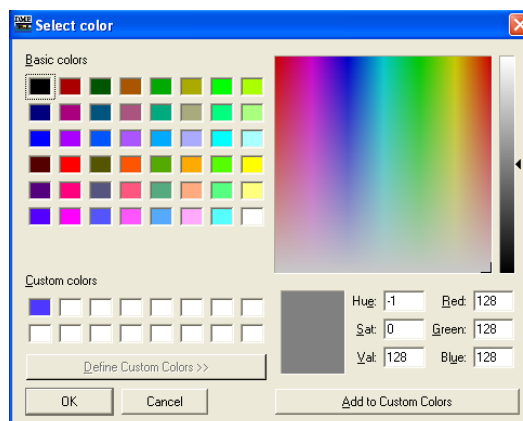 DME
Select color
Basic colors
Custom colors
Define Custom Colors >>
OK
Cancel
Hue: -1
Red: 128
Sat: 0
Green: 128
Val: 128
Blue: 128
Add to Custom Colors